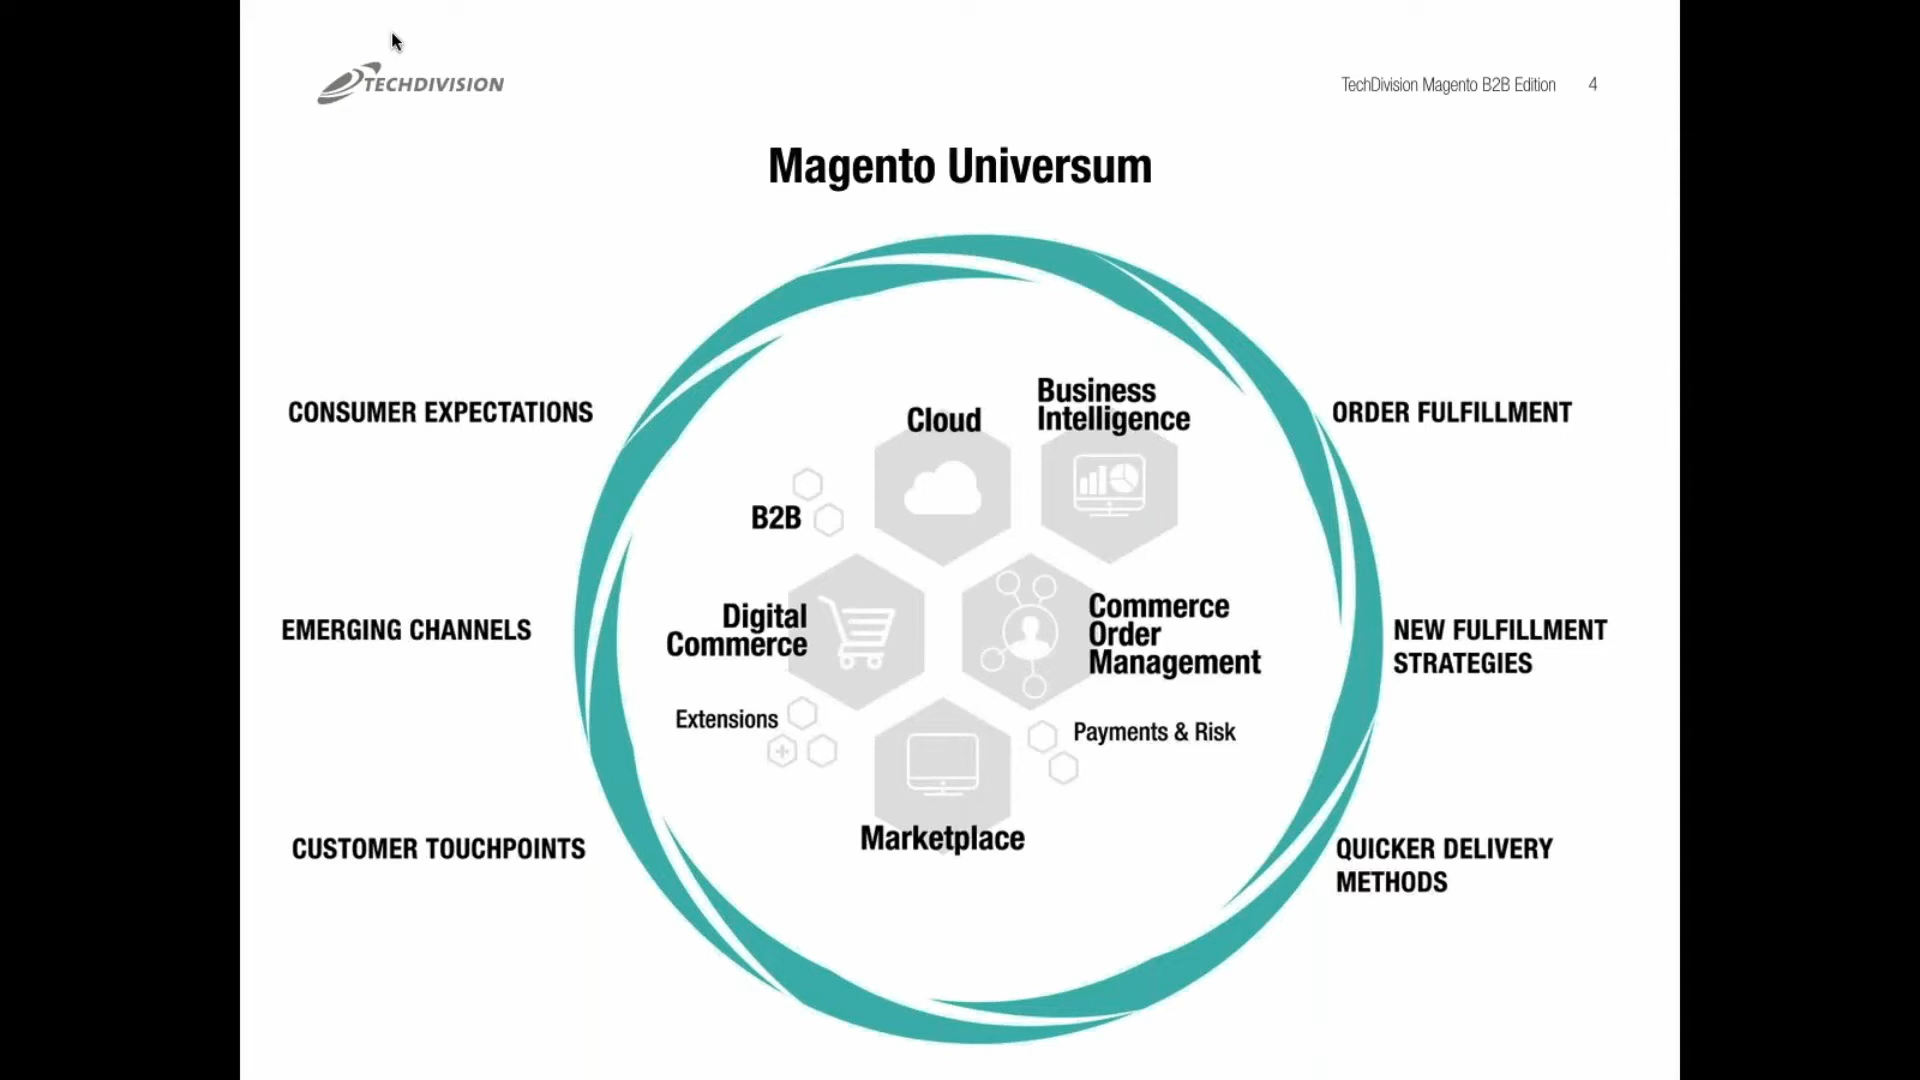 TECHDIVISION
TechDivision Magento B2B Edition 4
Magento Universum
CONSUMER EXPECTATIONS
EMERGING CHANNELS
CUSTOMER TOUCHPOINTS
Cloud
Business
Intelligence
B2B
Digital
Commerce
Commerce
Order
Management
Extensions
Payments & Risk
Marketplace
ORDER FULFILLMENT
NEW FULFILLMENT
STRATEGIES
QUICKER DELIVERY
METHODS